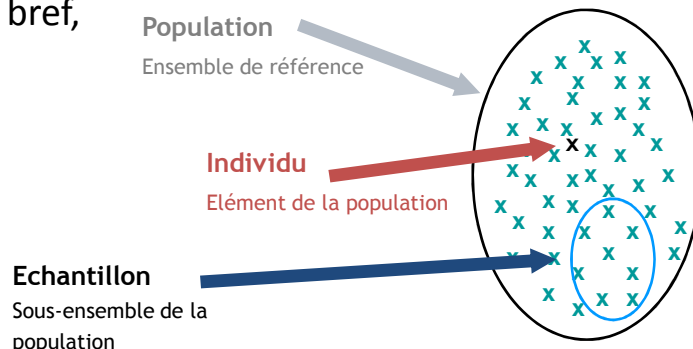 bref,
Population
Ensemble de référence
Individu
Elément de la population
Echantillon
Sous-ensemble de la
population